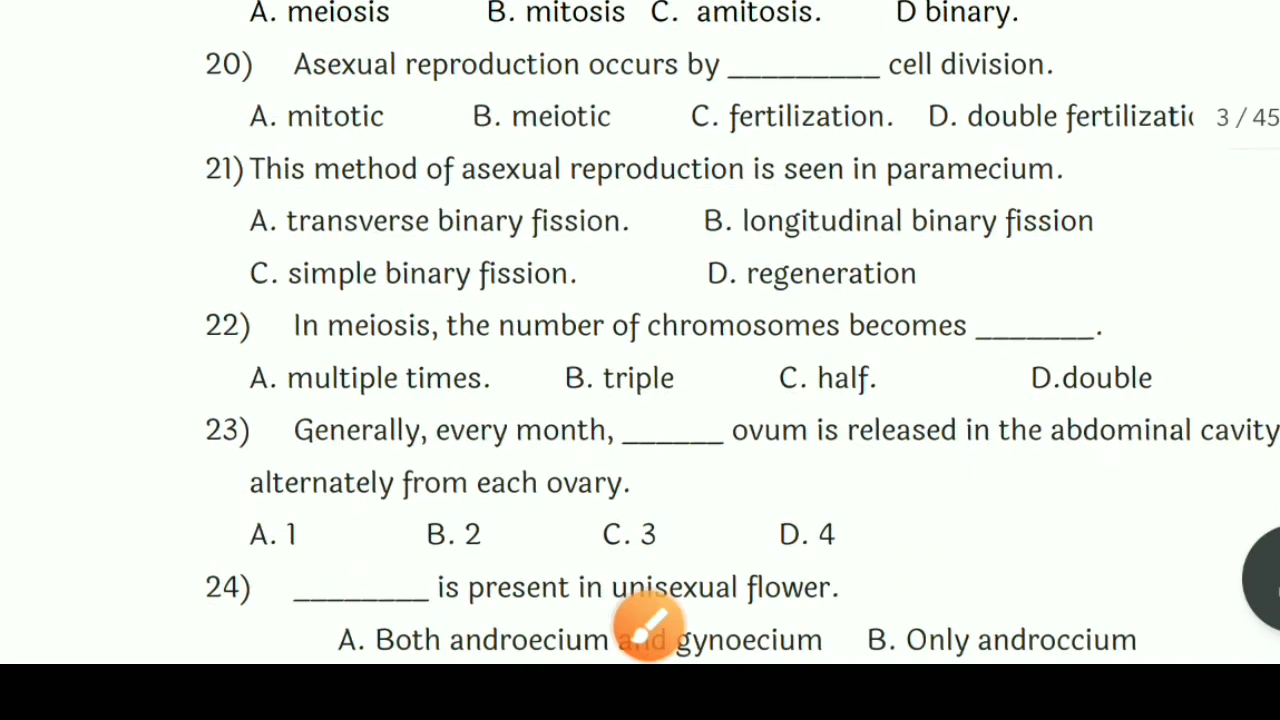 A. meiosis B. mitosis C. amitosis. D binary.
20) Asexual reproduction occurs by _________ cell division.
A. mitotic B. meiotic C. fertilization. D. double fertilizatic 3 / 45
21) This method of asexual reproduction is seen in paramecium.
A. transverse binary fission. B. longitudinal binary fission
C. simple binary fission. D. regeneration
22) In meiosis, the number of chromosomes becomes _______.
A. multiple times. B. triple C. half. D.double
23) Generally, every month, ______ ovum is released in the abdominal cavity
alternately from each ovary.
A. 1 B. 2 C. 3 D. 4
24) ________ is present in unisexual flower.
A. Both androecium and gynoecium B. Only androccium